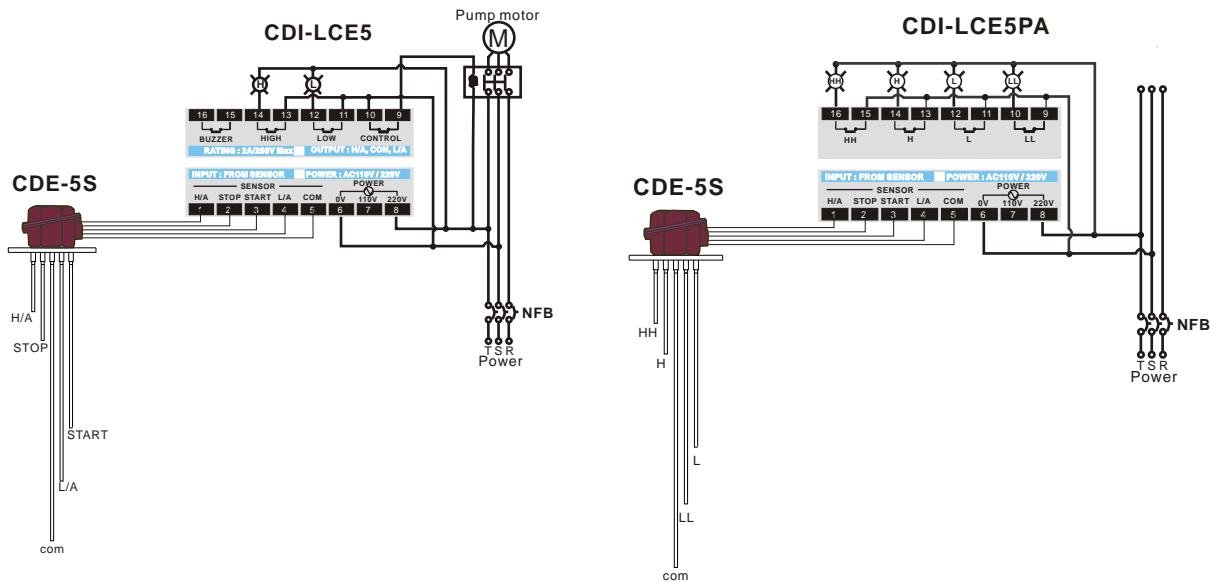 Pump motor
M
CDI-LCE5
H
L
16 15 14 13 12 11 10 9
BUZZER HIGH LOW CONTROL
RATING : 2A/250V Max OUTPUT : H/A, CON, L/A
INPUT : FROM SENSOR POWER : AC110V / 220V
SENSOR POWER
H/A STOP START L/A COM 0V 110V 220V
1 2 3 4 5 6 7 8
CDE-5S
H/A
STOP
START
L/A
com
NFB
T S R
Power
CDI-LCE5PA
HH
H
L
LL
16 15 14 13 12 11 10 9
HH H L LL
INPUT : FROM SENSOR POWER : AC110V / 220V
SENSOR POWER
H/A STOP START L/A COM 0V 110V 220V
1 2 3 4 5 6 7 8
CDE-5S
HH
H
L
LL
com
NFB
T S R
Power